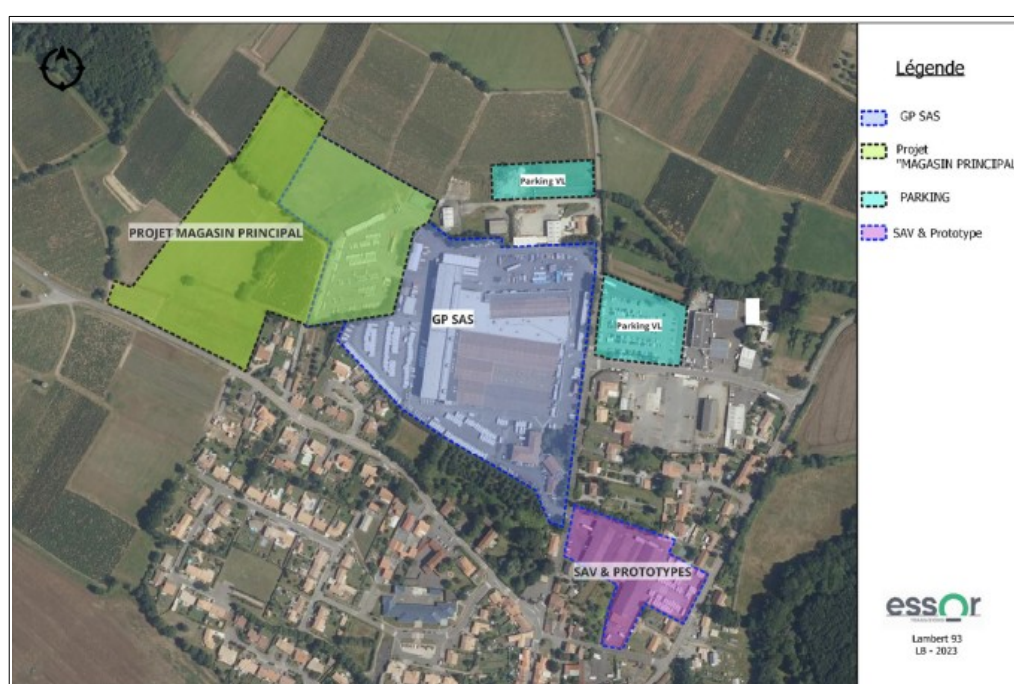 Légende
GP SAS
Projet
"MAGASIN PRINCIPAL
PARKING
SAV & Prototype
Parking VL
PROJET MAGASIN PRINCIPAL
GP SAS
Parking VL
SAV & PROTOTYPES
essor
Lambert 93
LB - 2023